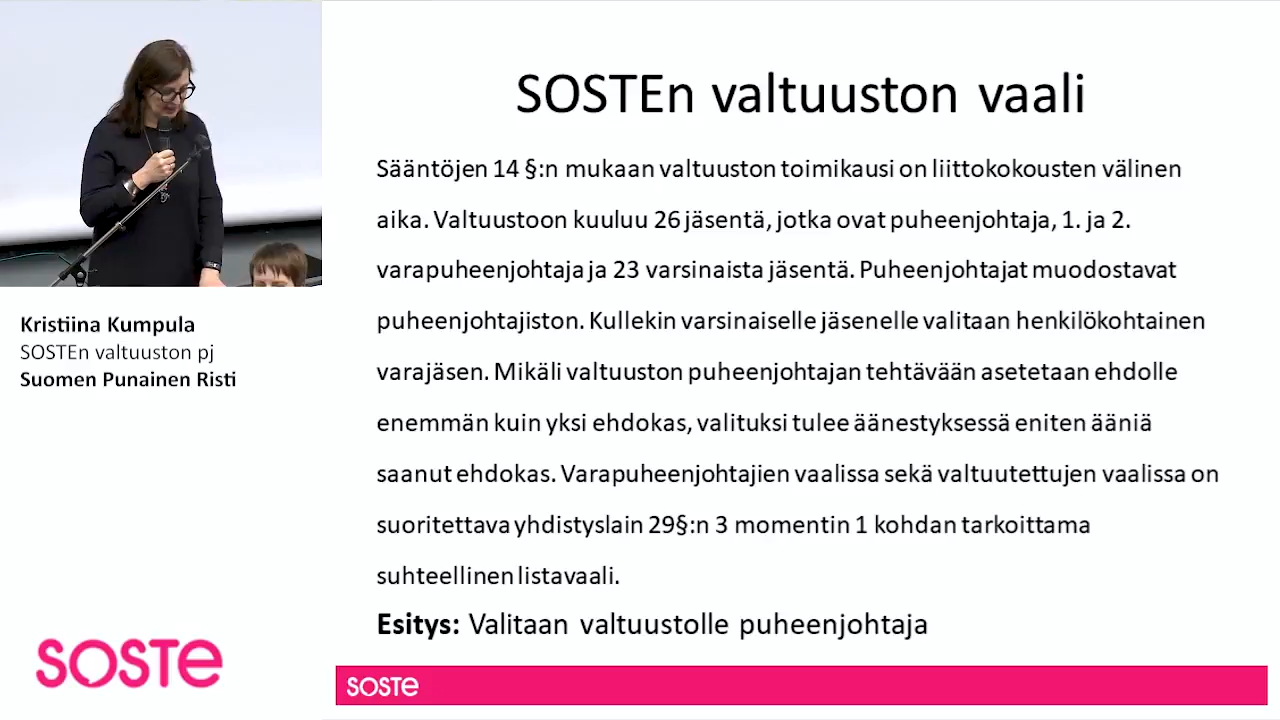 SOSTEn valtuuston vaali
Sääntöjen 14 §:n mukaan valtuuston toimikausi on liittokokousten välinen
aika. Valtuustoon kuuluu 26 jäsentä, jotka ovat puheenjohtaja, 1. ja 2.
varapuheenjohtaja ja 23 varsinaista jäsentä. Puheenjohtajat muodostavat
puheenjohtajiston. Kullekin varsinaiselle jäsenelle valitaan henkilökohtainen
varajäsen. Mikäli valtuuston puheenjohtajan tehtävään asetetaan ehdolle
enemmän kuin yksi ehdokas, valituksi tulee äänestyksessä eniten ääniä
saanut ehdokas. Varapuheenjohtajien vaalissa sekä valtuutettujen vaalissa on
suoritettava yhdistyslain 29§:n 3 momentin 1 kohdan tarkoittama
suhteellinen listavaali.
Esitys: Valitaan valtuustolle puheenjohtaja
Kristiina Kumpula
SOSTEn valtuuston pj
Suomen Punainen Risti
SOSTE
SOSTE